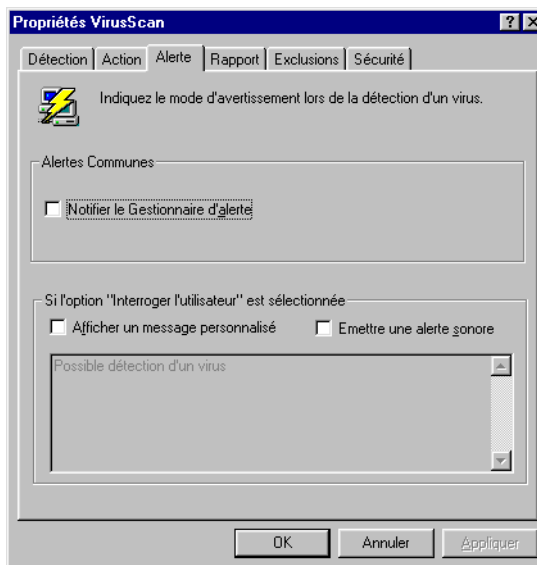 Propriétés VirusScan
Détection Action Alerte Rapport Exclusions Sécurité
Indiquez le mode d'avertissement lors de la détection d'un virus.
Alertes Communes
Notifier le Gestionnaire d'alerte
Si l'option "Interroger l'utilisateur" est sélectionnée
Afficher un message personnalisé Emettre une alerte sonore
Possible détection d'un virus
OK Annuler Appliquer